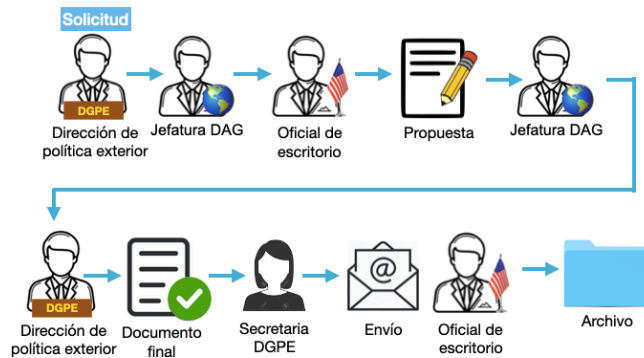 Solicitud
DGPE
Dirección de
política exterior
Jefatura DAG
Oficial de
escritorio
Propuesta
Jefatura DAG
DGPE
Dirección de
política exterior
Documento
final
Secretaria
DGPE
@
Envío
Oficial de
escritorio
Archivo